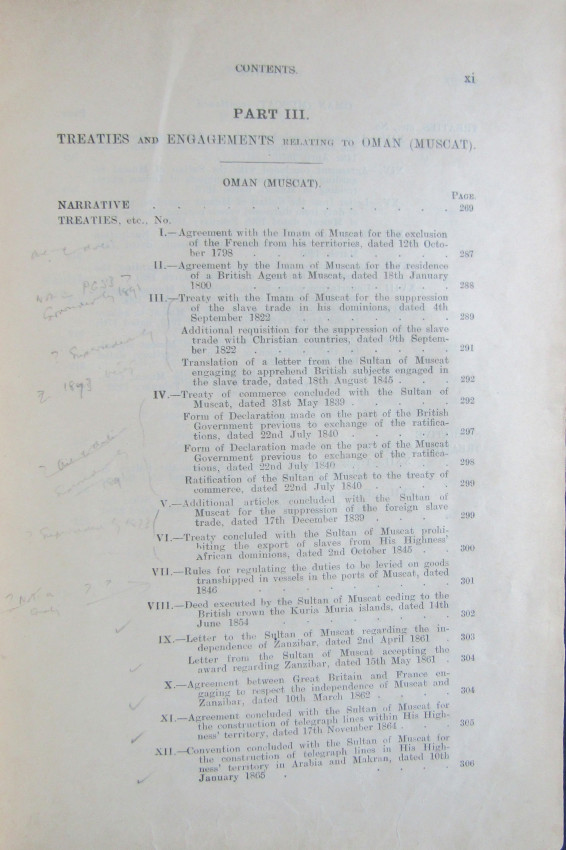 CONTENTS.
xi
PART III.
TREATIES AND ENGAGEMENTS RELATING TO OMAN (MUSCAT).
OMAN (MUSCAT).
PAGE.
NARRATIVE . . . . . . . . . . . . 269
TREATIES, etc., No.
I.—Agreement with the Imam of Muscat for the exclusion
of the French from his territories, dated 12th Octo-
ber 1798 . . . . . . . . 287
II.—Agreement by the Imam of Muscat for the residence
of a British Agent at Muscat, dated 18th January
1800 . . . . . . . . 288
III.—Treaty with the Imam of Muscat for the suppression
of the slave trade in his dominions, dated 4th
September 1822 . . . . . . . 289
Additional requisition for the suppression of the slave
trade with Christian countries, dated 9th Septem-
ber 1822 . . . . . . . . 291
Translation of a letter from the Sultan of Muscat
engaging to apprehend British subjects engaged in
the slave trade, dated 18th August 1845 . . . 292
IV.—Treaty of commerce concluded with the Sultan of
Muscat, dated 31st May 1839 . . . . . 292
Form of Declaration made on the part of the British
Government previous to exchange of the ratifica-
tions, dated 22nd July 1840 . . . . . 297
Form of Declaration made on the part of the Muscat
Government previous to exchange of the ratifica-
tions, dated 22nd July 1840 . . . . . 298
Ratification of the Sultan of Muscat to the treaty of
commerce, dated 22nd July 1840 . . . . 299
V.—Additional articles concluded with the Sultan of
Muscat for the suppression of the foreign slave
trade, dated 17th December 1839 . . . . 299
VI.—Treaty concluded with the Sultan of Muscat prohi-
biting the export of slaves from His Highness'
African dominions, dated 2nd October 1845 . . 300
VII.—Rules for regulating the duties to be levied on goods
transhipped in vessels in the ports of Muscat, dated
1846 . . . . . . . . 301
VIII.—Deed executed by the Sultan of Muscat ceding to the
British crown the Kuria Muria islands, dated 14th
June 1854 . . . . . . . . 302
IX.—Letter to the Sultan of Muscat regarding the in-
dependence of Zanzibar, dated 2nd April 1861 . 303
Letter from the Sultan of Muscat accepting the
award regarding Zanzibar, dated 15th May 1861 . 304
X.—Agreement between Great Britain and France en-
gaging to respect the independence of Muscat and
Zanzibar, dated 10th March 1862 . . . . 304
XI.—Agreement concluded with the Sultan of Muscat for
the construction of telegraph lines within His High-
ness' territory, dated 17th November 1864 . . . 305
XII.—Convention concluded with the Sultan of Muscat for
the construction of telegraph lines in His High-
ness' territory in Arabia and Makran, dated 19th
January 1865 . . . . . . . 306
1893